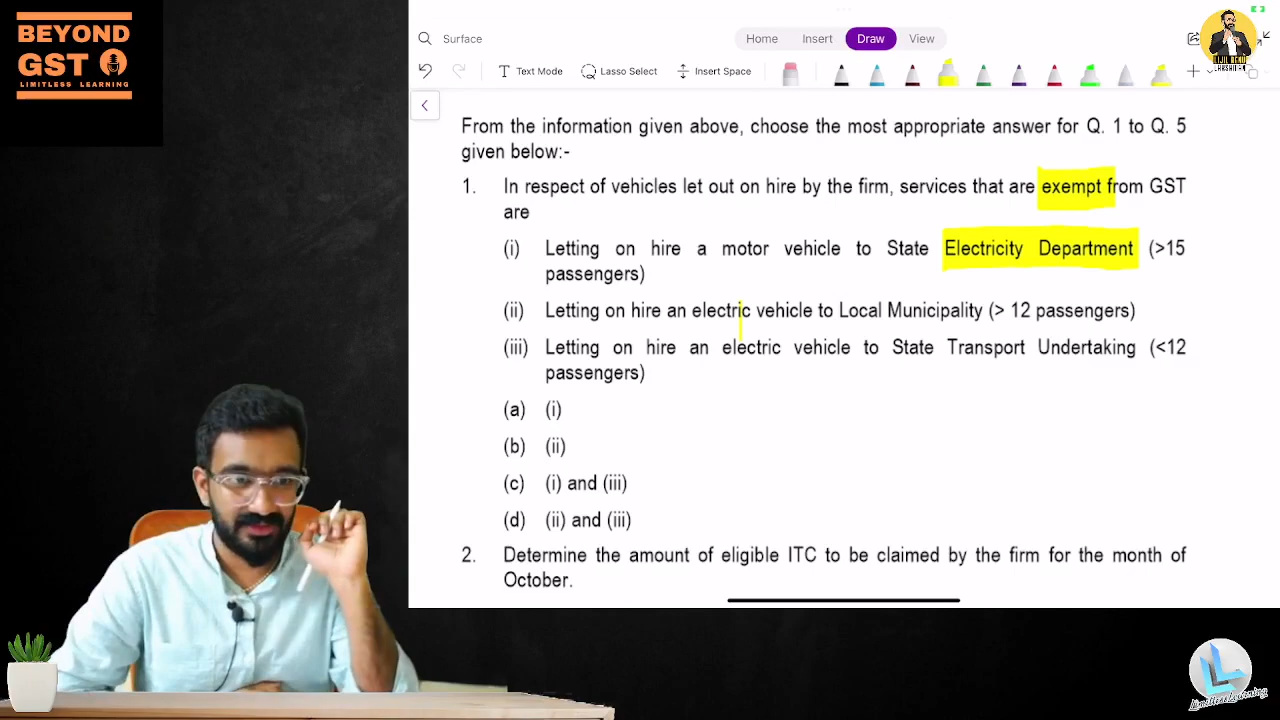 BEYOND
GST
LIMITLESS LEARNING
Surface
Home Insert Draw View
Text Mode Lasso Select Insert Space
From the information given above, choose the most appropriate answer for Q. 1 to Q. 5
given below:-
1. In respect of vehicles let out on hire by the firm, services that are exempt from GST
are
(i) Letting on hire a motor vehicle to State Electricity Department (>15
passengers)
(ii) Letting on hire an electric vehicle to Local Municipality (> 12 passengers)
(iii) Letting on hire an electric vehicle to State Transport Undertaking (<12
passengers)
(a) (i)
(b) (ii)
(c) (i) and (iii)
(d) (ii) and (iii)
2. Determine the amount of eligible ITC to be claimed by the firm for the month of
October.
Limitless Learning